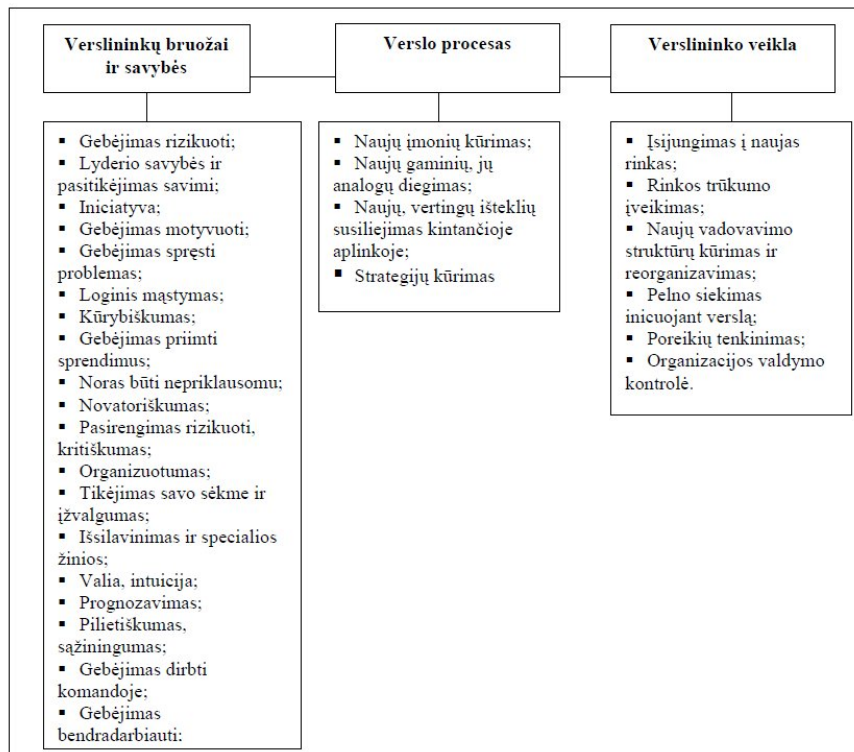 Verslininkų bruožai
ir savybės
Verslo procesas
Verslininko veikla
▪ Gebėjimas rizikuoti;
▪ Lyderio savybės ir
pasitikėjimas savimi;
▪ Iniciatyva;
▪ Gebėjimas motyvuoti;
▪ Gebėjimas spręsti
problemas;
▪ Loginis mąstymas;
▪ Kūrybiškumas;
▪ Gebėjimas priimti
sprendimus;
▪ Noras būti nepriklausomu;
▪ Novatoriškumas;
▪ Pasirengimas rizikuoti,
kritiškumas;
▪ Organizuotumas;
▪ Tikėjimas savo sėkme ir
įžvalgumas;
▪ Išsilavinimas ir specialios
žinios;
▪ Valia, intuicija;
▪ Prognozavimas;
▪ Pilietiškumas,
sąžiningumas;
▪ Gebėjimas dirbti
komandoje;
▪ Gebėjimas
bendradarbiauti;
▪ Naujų įmonių kūrimas;
▪ Naujų gaminių, jų
analogų diegimas;
▪ Naujų, vertingų išteklių
susiliejimas kintančioje
aplinkoje;
▪ Strategijų kūrimas
▪ Įsijungimas į naujas
rinkas;
▪ Rinkos trūkumo
įveikimas;
▪ Naujų vadovavimo
struktūrų kūrimas ir
reorganizavimas;
▪ Pelno siekimas
inicuojant verslą;
▪ Poreikių tenkinimas;
▪ Organizacijos valdymo
kontrolė.